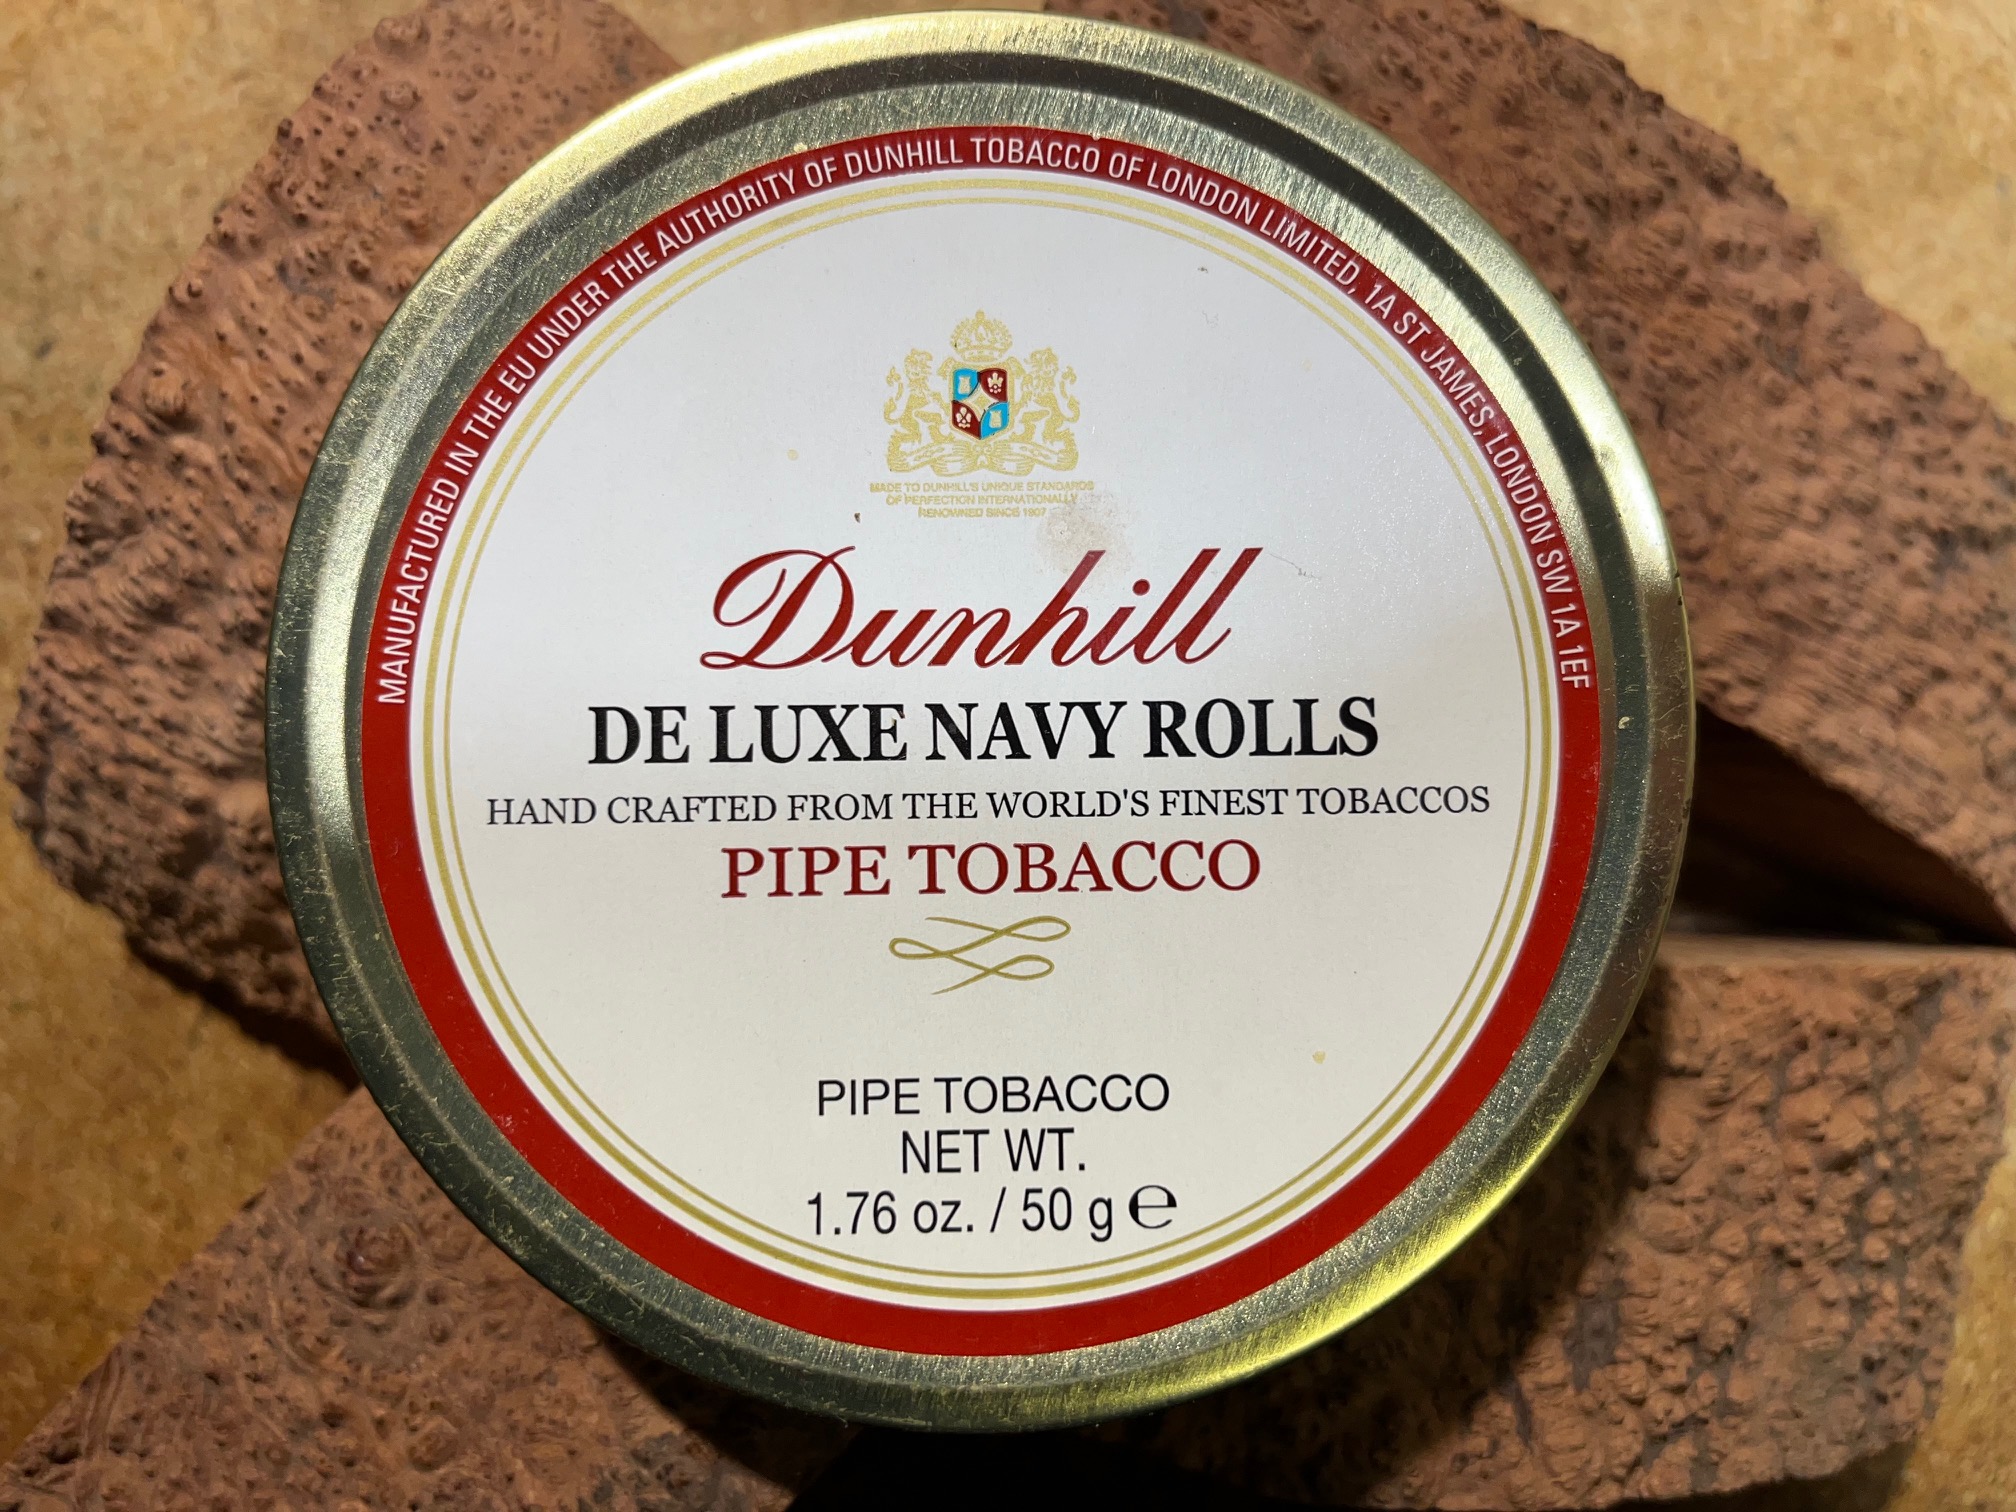 MANUFACTURED IN THE EU UNDER THE AUTHORITY OF DUNHILL TOBACCO OF LONDON LIMITED, 1A ST JAMES, LONDON SW 1A 1EF
MADE TO DUNHILL'S UNIQUE STANDARDS
OF PERFECTION INTERNATIONALLY
RENOWNED SINCE 1907
Dunhill
DE LUXE NAVY ROLLS
HAND CRAFTED FROM THE WORLD'S FINEST TOBACCOS
PIPE TOBACCO
PIPE TOBACCO
NET WT.
1.76 oz. / 50 g ℮